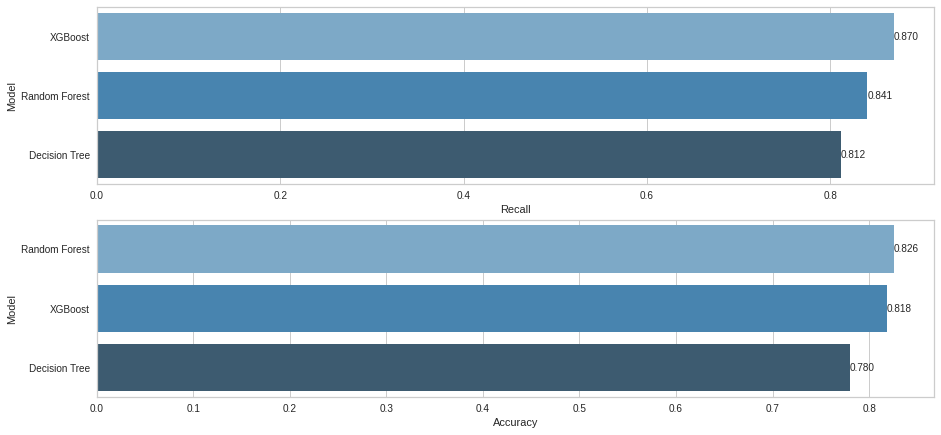 XGBoost
0.870
Random Forest
0.841
Decision Tree
0.812
Model
0.0 0.2 0.4 0.6 0.8
Recall
Random Forest
0.826
XGBoost
0.818
Decision Tree
0.780
Model
0.0 0.1 0.2 0.3 0.4 0.5 0.6 0.7 0.8
Accuracy